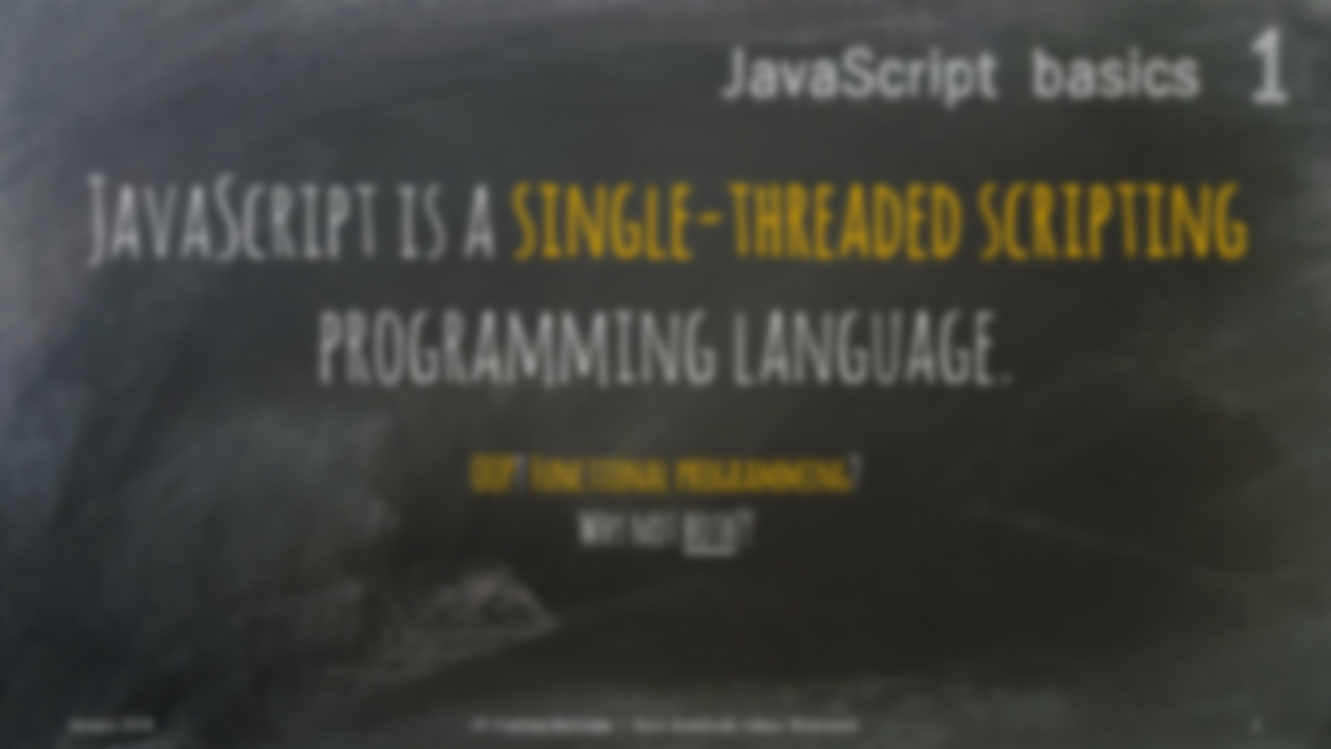 JavaScript basics 1
JavaScript is a single-threaded scripting
programming language.
OOP? Functional programming?
Why not both?